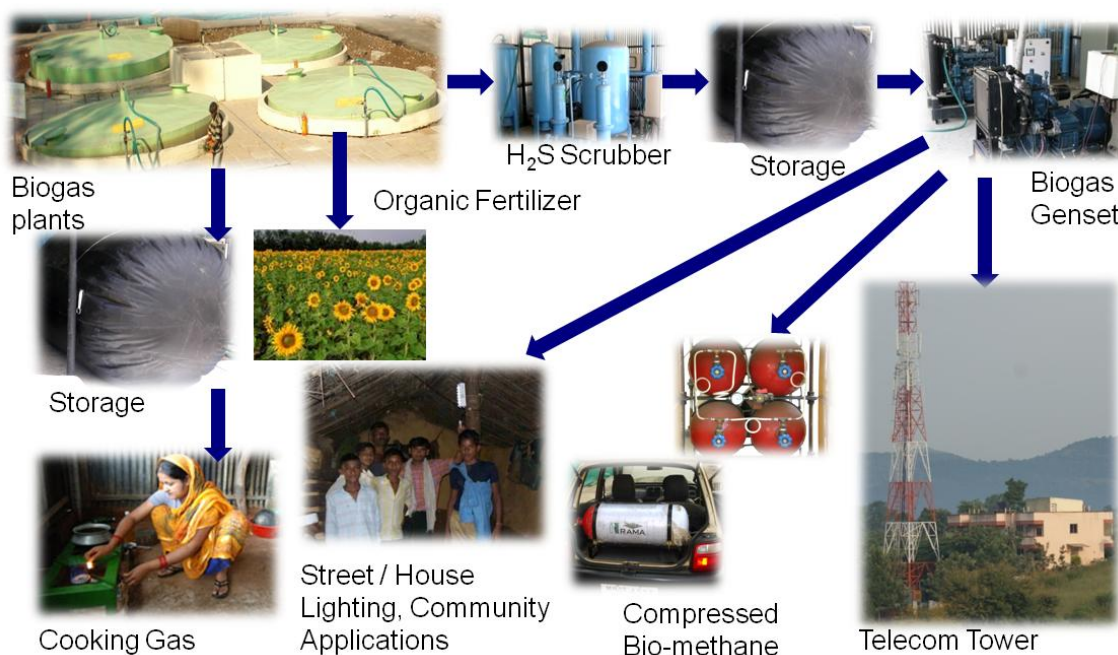 H₂S Scrubber
Storage
Biogas
Genset
Biogas
plants
Organic Fertilizer
Storage
Cooking Gas
Street / House
Lighting, Community
Applications
RAMA
Compressed
Bio-methane
Telecom Tower